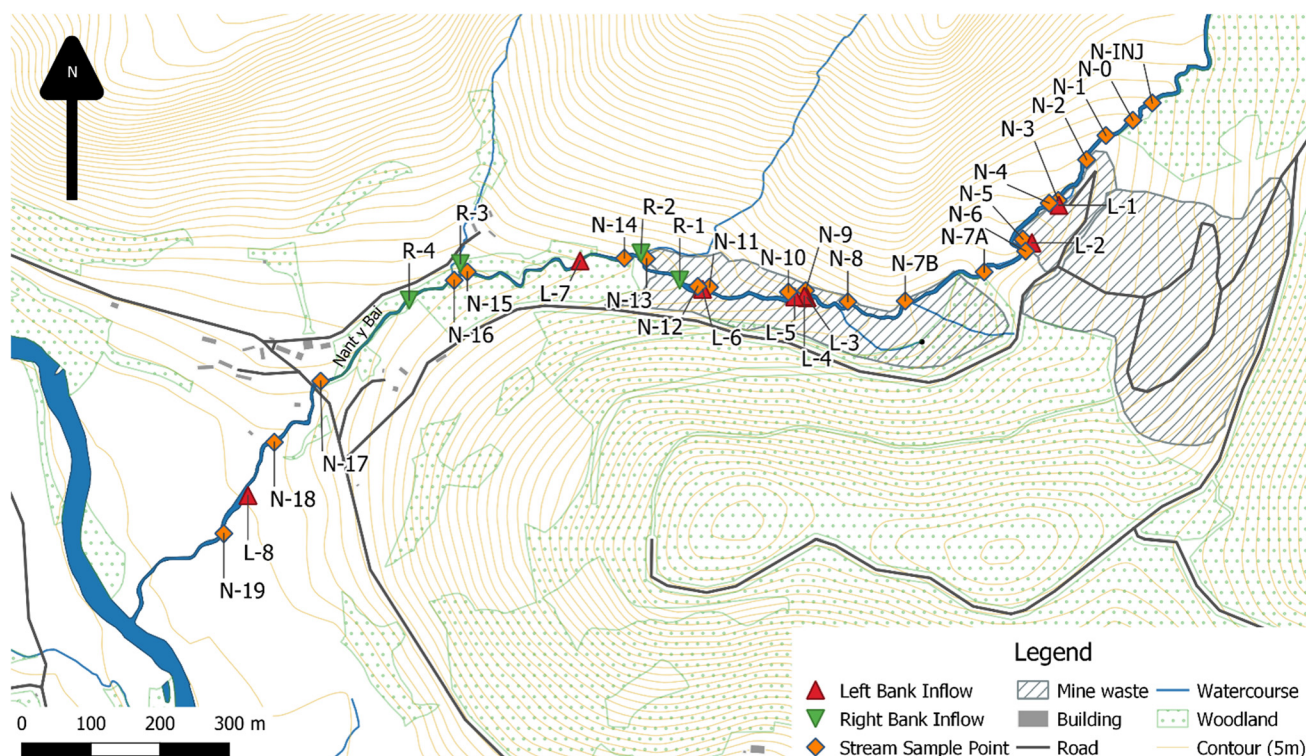 N
N-INJ
N-0
N-1
N-2
N-3
N-4
N-5
N-6
N-7A
L-1
L-2
R-3
R-2
R-1
R-4
N-14
N-11
N-10
N-9
N-8
N-7B
N-15
N-16
L-7
N-13
N-12
L-6
L-5
L-4
L-3
Nant y Bai
N-17
N-18
L-8
N-19
0 100 200 300 m
Legend
Left Bank Inflow
Mine waste
Watercourse
Right Bank Inflow
Building
Woodland
Stream Sample Point
Road
Contour (5m)